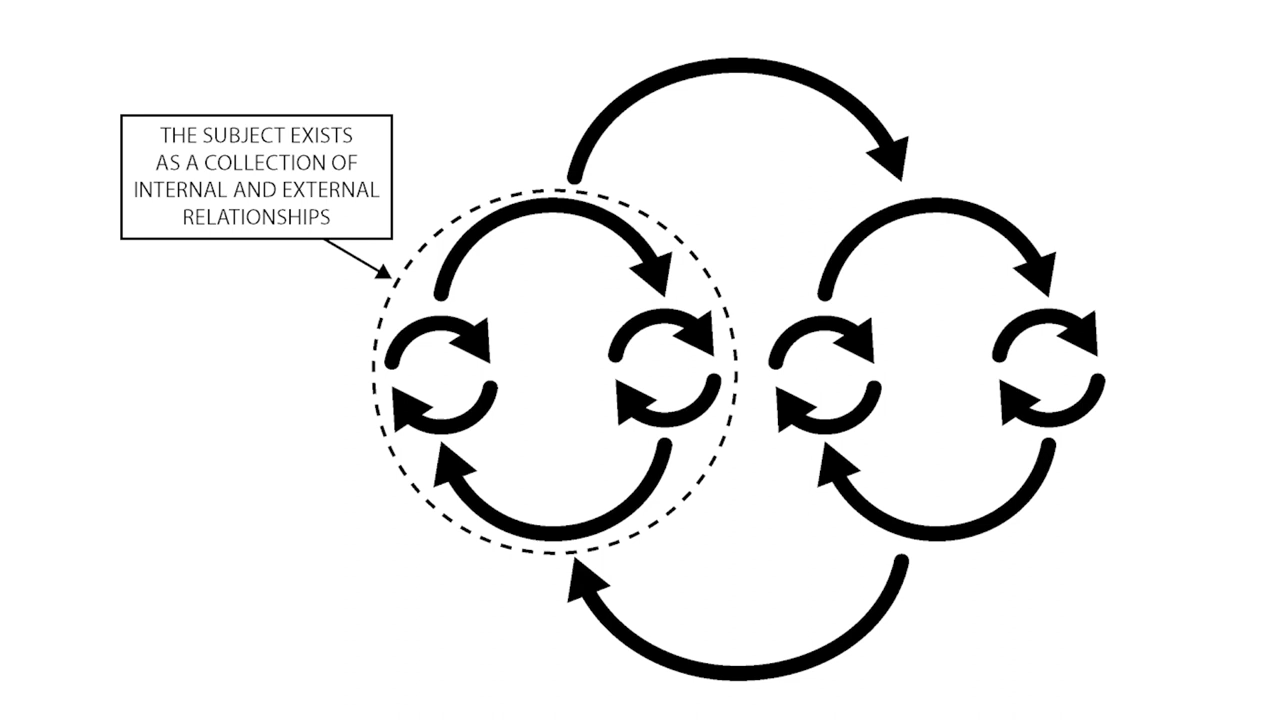 THE SUBJECT EXISTS
AS A COLLECTION OF
INTERNAL AND EXTERNAL
RELATIONSHIPS